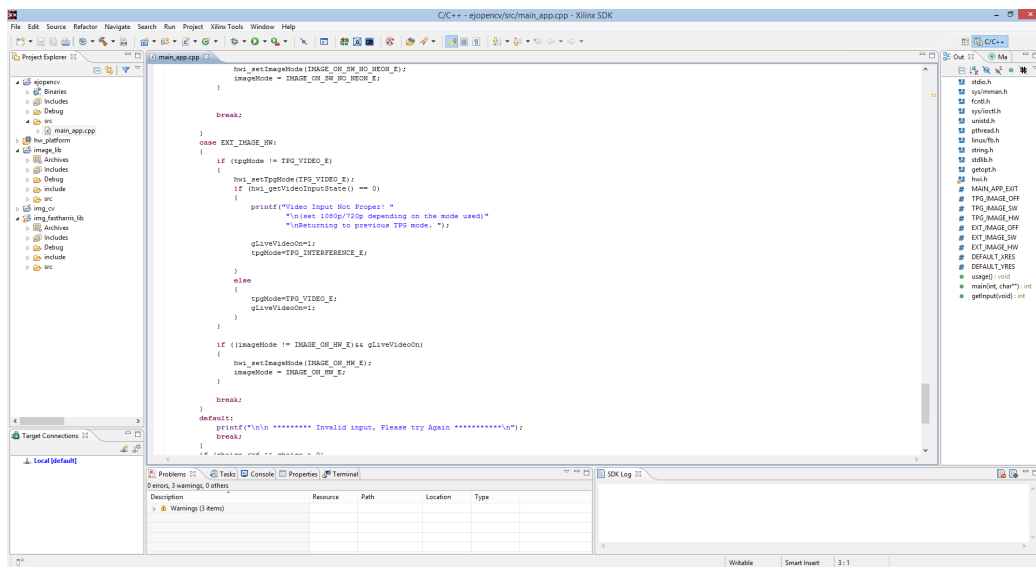 C/C++ - ejopencv/src/main_app.cpp - Xilinx SDK
File Edit Source Refactor Navigate Search Run Project Xilinx Tools Window Help
C/C++
Project Explorer
ejopencv
Binaries
Includes
Debug
src
main_app.cpp
hw_platform
image_lib
Archives
Includes
Debug
include
src
img_cv
img_fastharris_lib
Archives
Includes
Debug
include
src
Target Connections
Local [default]
main_app.cpp
hwi_setImageMode(IMAGE_ON_SW_NO_NEON_E);
imageMode = IMAGE_ON_SW_NO_NEON_E;
}
break;
}
case EXT_IMAGE_HW:
{
if (tpgMode != TPG_VIDEO_E)
{
hwi_setTpgMode(TPG_VIDEO_E);
if (hwi_getVideoInputState() == 0)
{
printf("Video Input Not Proper! "
"\n(set 1080p/720p depending on the mode used)"
"\nReturning to previous TPG mode. ");
gLiveVideoOn=1;
tpgMode=TPG_INTERFERENCE_E;
}
else
{
tpgMode=TPG_VIDEO_E;
gLiveVideoOn=1;
}
}
if ((imageMode != IMAGE_ON_HW_E)&& gLiveVideoOn)
{
hwi_setImageMode(IMAGE_ON_HW_E);
imageMode = IMAGE_ON_HW_E;
}
break;
}
default:
printf("\n\n ********* Invalid input, Please try Again ***********\n");
break;
}
Out Ma
stdio.h
sys/mman.h
fcntl.h
sys/ioctl.h
unistd.h
pthread.h
linux/fb.h
string.h
stdlib.h
getopt.h
hwi.h
# MAIN_APP_EXIT
# TPG_IMAGE_OFF
# TPG_IMAGE_SW
# TPG_IMAGE_HW
# EXT_IMAGE_OFF
# EXT_IMAGE_SW
# EXT_IMAGE_HW
# DEFAULT_XRES
# DEFAULT_YRES
usage() : void
main(int, char**) : int
getInput(void) : int
Problems Tasks Console Properties Terminal
0 errors, 3 warnings, 0 others
Description Resource Path Location Type
Warnings (3 items)
SDK Log
Writable Smart Insert 3 : 1